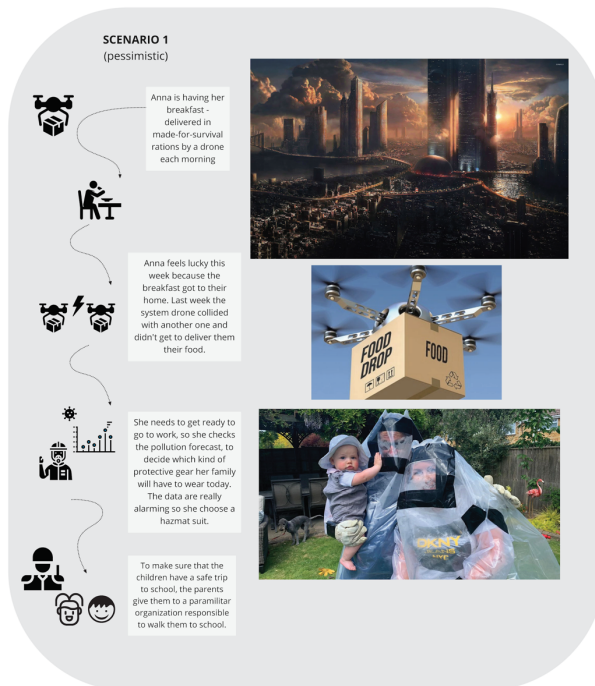 SCENARIO 1
(pessimistic)
Anna is having her
breakfast -
delivered in
made-for-survival
rations by a drone
each morning
Anna feels lucky this
week because the
breakfast got to their
home. Last week the
system drone collided
with another one and
didn't get to deliver them
their food.
FOOD
DROP
FOOD
She needs to get ready to
go to work, so she checks
the pollution forecast, to
decide which kind of
protective gear her family
will have to wear today.
The data are really
alarming so she choose a
hazmat suit.
DKNY
To make sure that the
children have a safe trip
to school, the parents
give them to a paramilitar
organization responsible
to walk them to school.